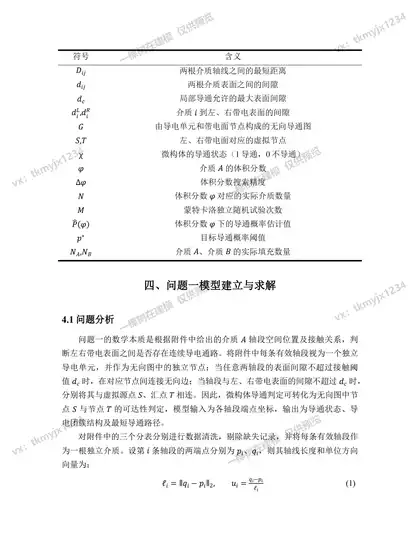 符号 含义
D_{ij} 两根介质轴线之间的最短距离
d_{ij} 两根介质表面之间的间隙
d_c 局部导通允许的最大表面间隙
d_i^L,d_i^R 介质 i 到左、右带电面的间隙
G 由导电单元和带电面节点构成的无向导通图
S,T 左、右带电面对应的虚拟节点
χ 微构体的导通状态（1 导通，0 不导通）
φ 介质 A 的体积分数
Δφ 体积分数搜索精度
N 体积分数 φ 对应的实际介质数量
M 蒙特卡洛独立随机试验次数
P̂(φ) 体积分数 φ 下的导通概率估计值
p* 目标导通概率阈值
N_A,N_B 介质 A、介质 B 的实际填充数量
四、问题一模型建立与求解
4.1 问题分析
问题一的数学本质是根据附件中给出的介质 A 轴段空间位置及接触关系，判
断左右带电表面之间是否存在连续导电通路。将附件中每条有效轴段视为一个独立
导电单元，并作为无向图中的独立节点；当任意两轴段的表面间隙不超过接触阈
值 d_c 时，在对应节点间连接无向边；当轴段与左、右带电表面的间隙不超过 d_c 时，
分别将其与虚拟源点 S、汇点 T 相连。因此，微构体导通判定可转化为无向图中节
点 S 与节点 T 的可达性判定，模型输入为各轴段端点坐标，输出为导通状态、导
电团簇结构及最短导通路径。
对附件中的三个分表分别进行数据清洗，剔除缺失记录，并将每条有效轴段作
为一根独立介质。设第 i 条轴段的两端点分别为 p_i、q_i，则其轴线长度和单位方向
向量为：
ℓ_i = ‖q_i − p_i‖_2, u_i = (q_i−p_i)/ℓ_i (1)
vx: tkmyjx1234